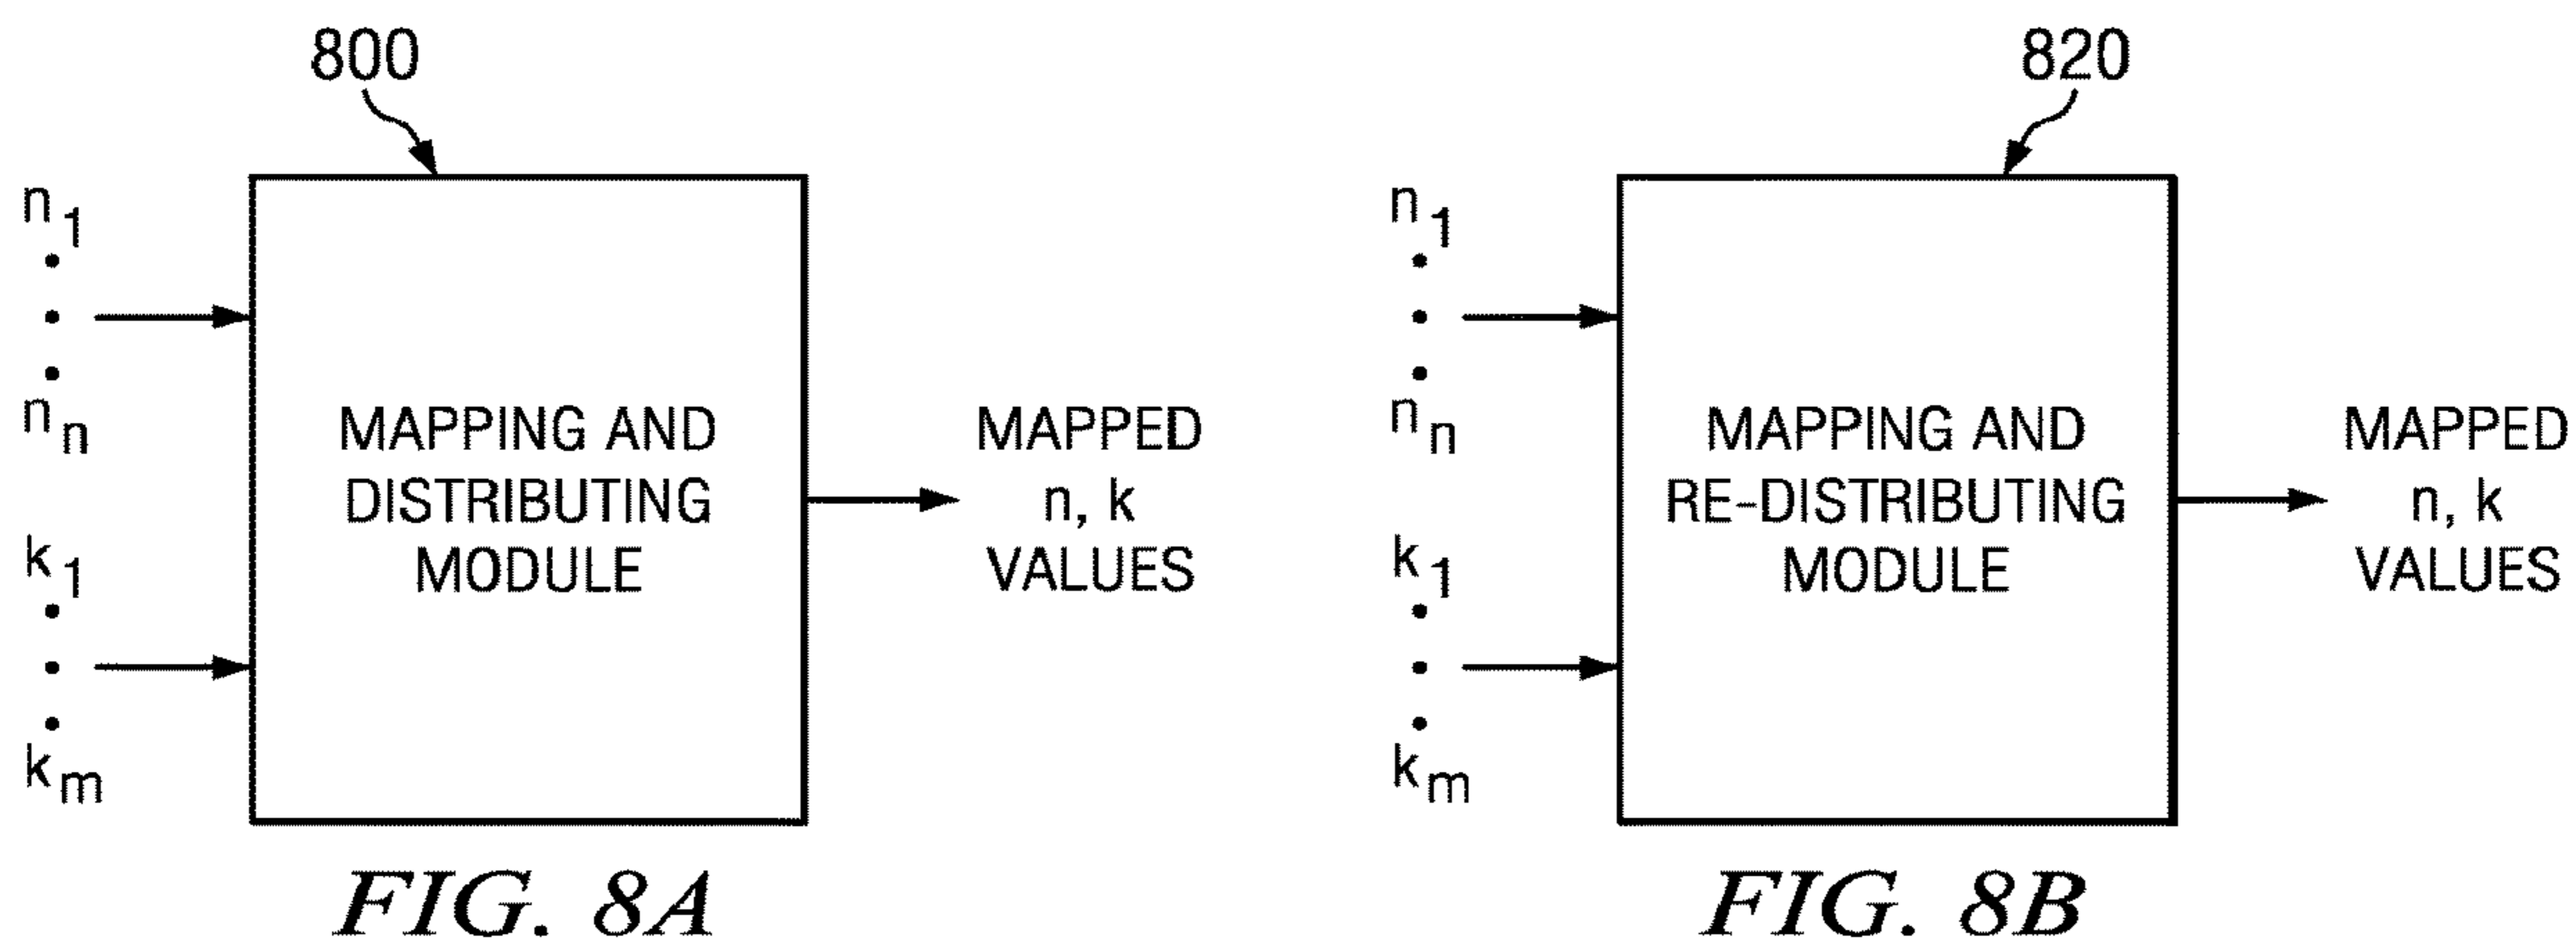 800
n1
nn
k1
km
MAPPING AND
DISTRIBUTING
MODULE
MAPPED
n, k
VALUES
FIG. 8A
820
n1
nn
k1
km
MAPPING AND
RE-DISTRIBUTING
MODULE
MAPPED
n, k
VALUES
FIG. 8B